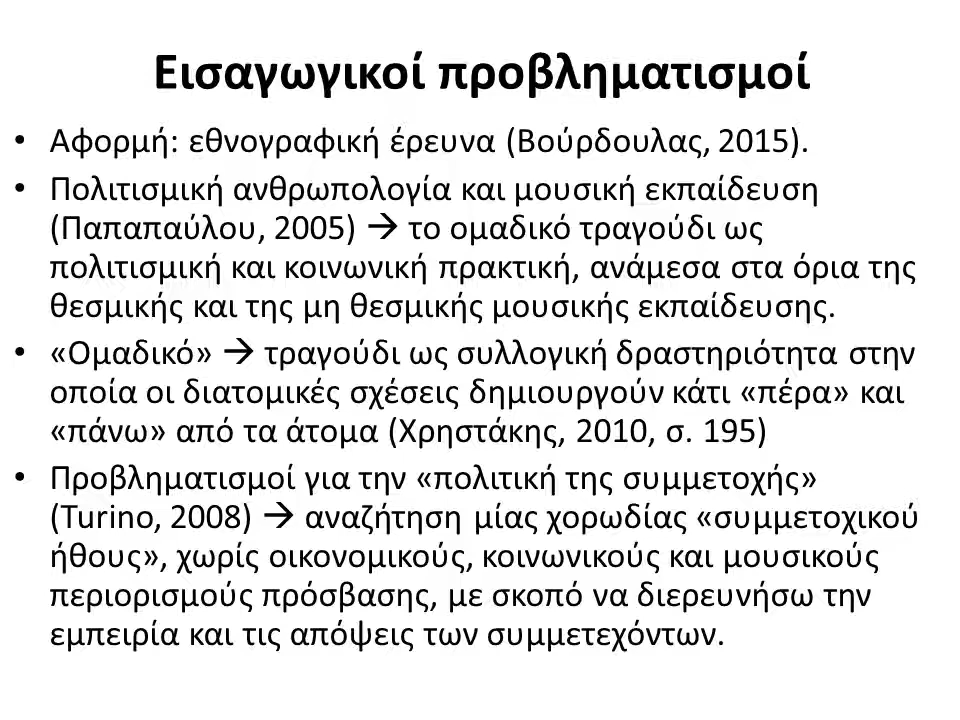 Εισαγωγικοί προβληματισμοί
• Αφορμή: εθνογραφική έρευνα (Βούρδουλας, 2015).
• Πολιτισμική ανθρωπολογία και μουσική εκπαίδευση
(Παπαπαύλου, 2005) → το ομαδικό τραγούδι ως
πολιτισμική και κοινωνική πρακτική, ανάμεσα στα όρια της
θεσμικής και της μη θεσμικής μουσικής εκπαίδευσης.
• «Ομαδικό» → τραγούδι ως συλλογική δραστηριότητα στην
οποία οι διατομικές σχέσεις δημιουργούν κάτι «πέρα» και
«πάνω» από τα άτομα (Χρηστάκης, 2010, σ. 195)
• Προβληματισμοί για την «πολιτική της συμμετοχής»
(Turino, 2008) → αναζήτηση μίας χορωδίας «συμμετοχικού
ήθους», χωρίς οικονομικούς, κοινωνικούς και μουσικούς
περιορισμούς πρόσβασης, με σκοπό να διερευνήσω την
εμπειρία και τις απόψεις των συμμετεχόντων.